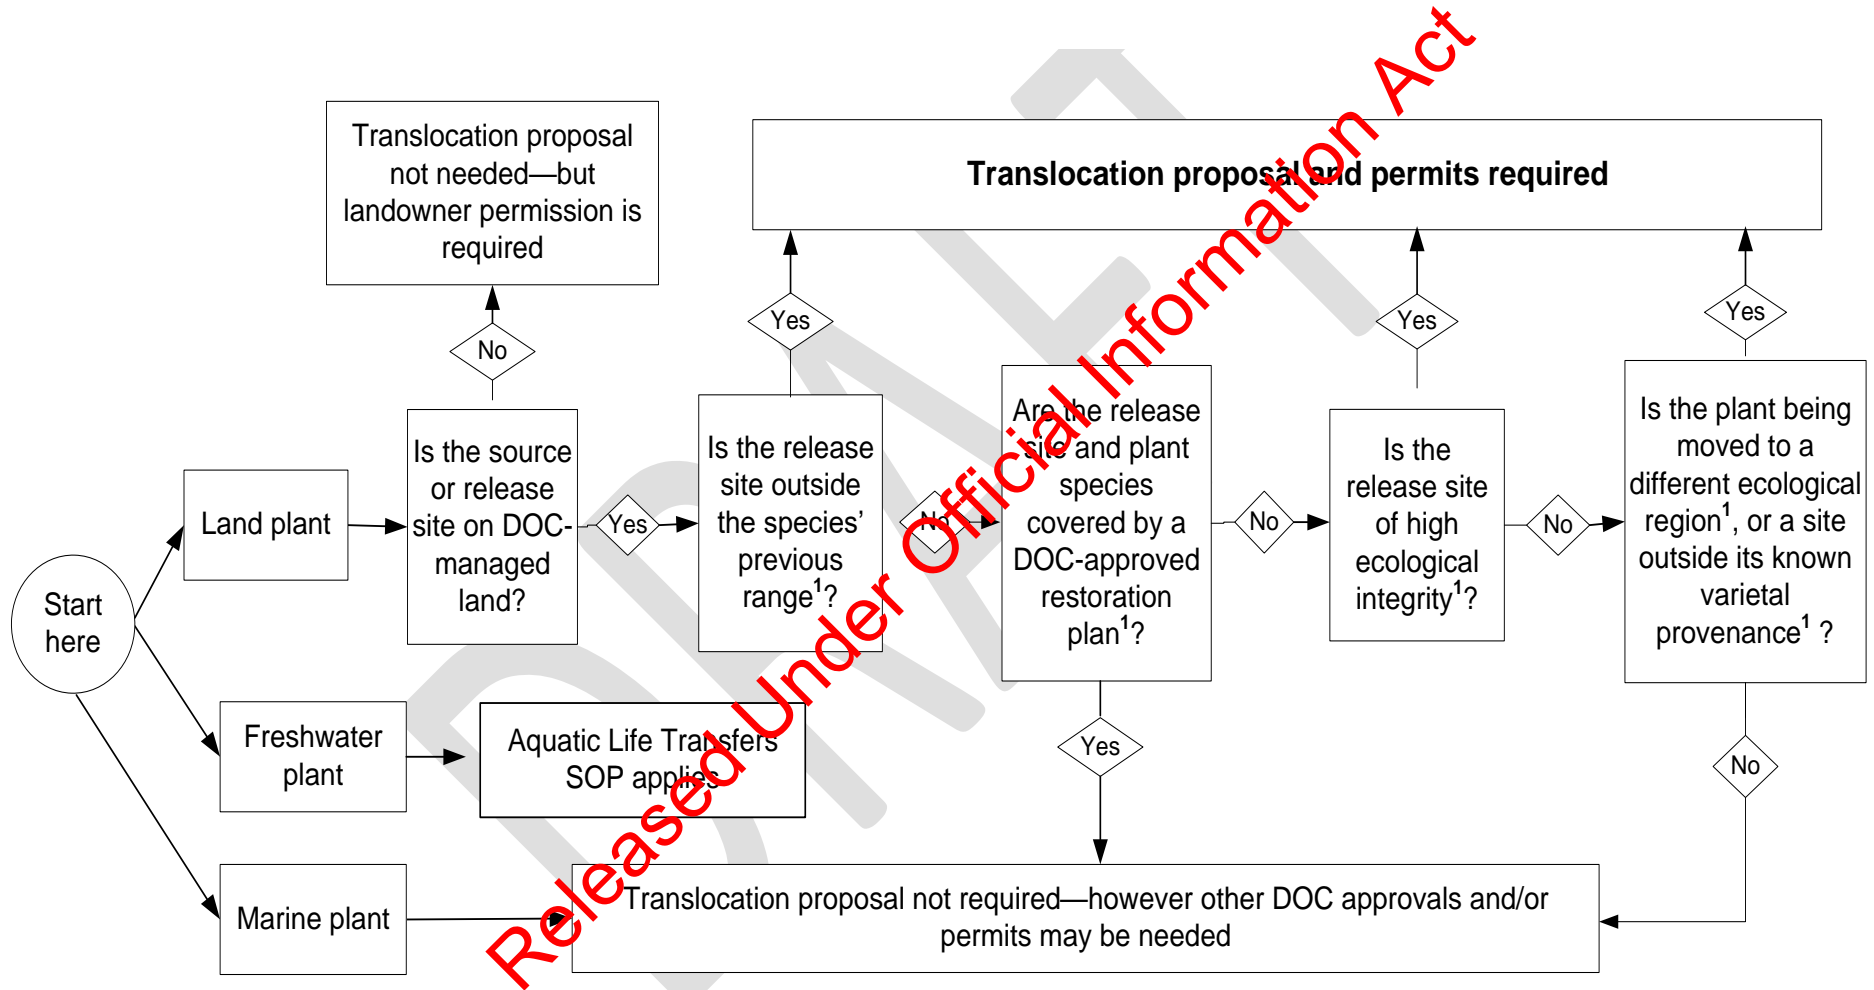 Translocation proposal
not needed—but
landowner permission is
required
Translocation proposal and permits required
No
Yes
Yes
Yes
Start
here
Land plant
Is the source
or release
site on DOC-
managed
land?
Yes
Is the release
site outside
the species’
previous
range¹?
No
Are the release
site and plant
species
covered by a
DOC-approved
restoration
plan¹?
No
Is the
release site
of high
ecological
integrity¹?
No
Is the plant being
moved to a
different ecological
region¹, or a site
outside its known
varietal
provenance¹ ?
Freshwater
plant
Aquatic Life Transfers
SOP applies
Yes
No
Marine plant
Translocation proposal not required—however other DOC approvals and/or
permits may be needed
DRAFT
Released Under Official Information Act